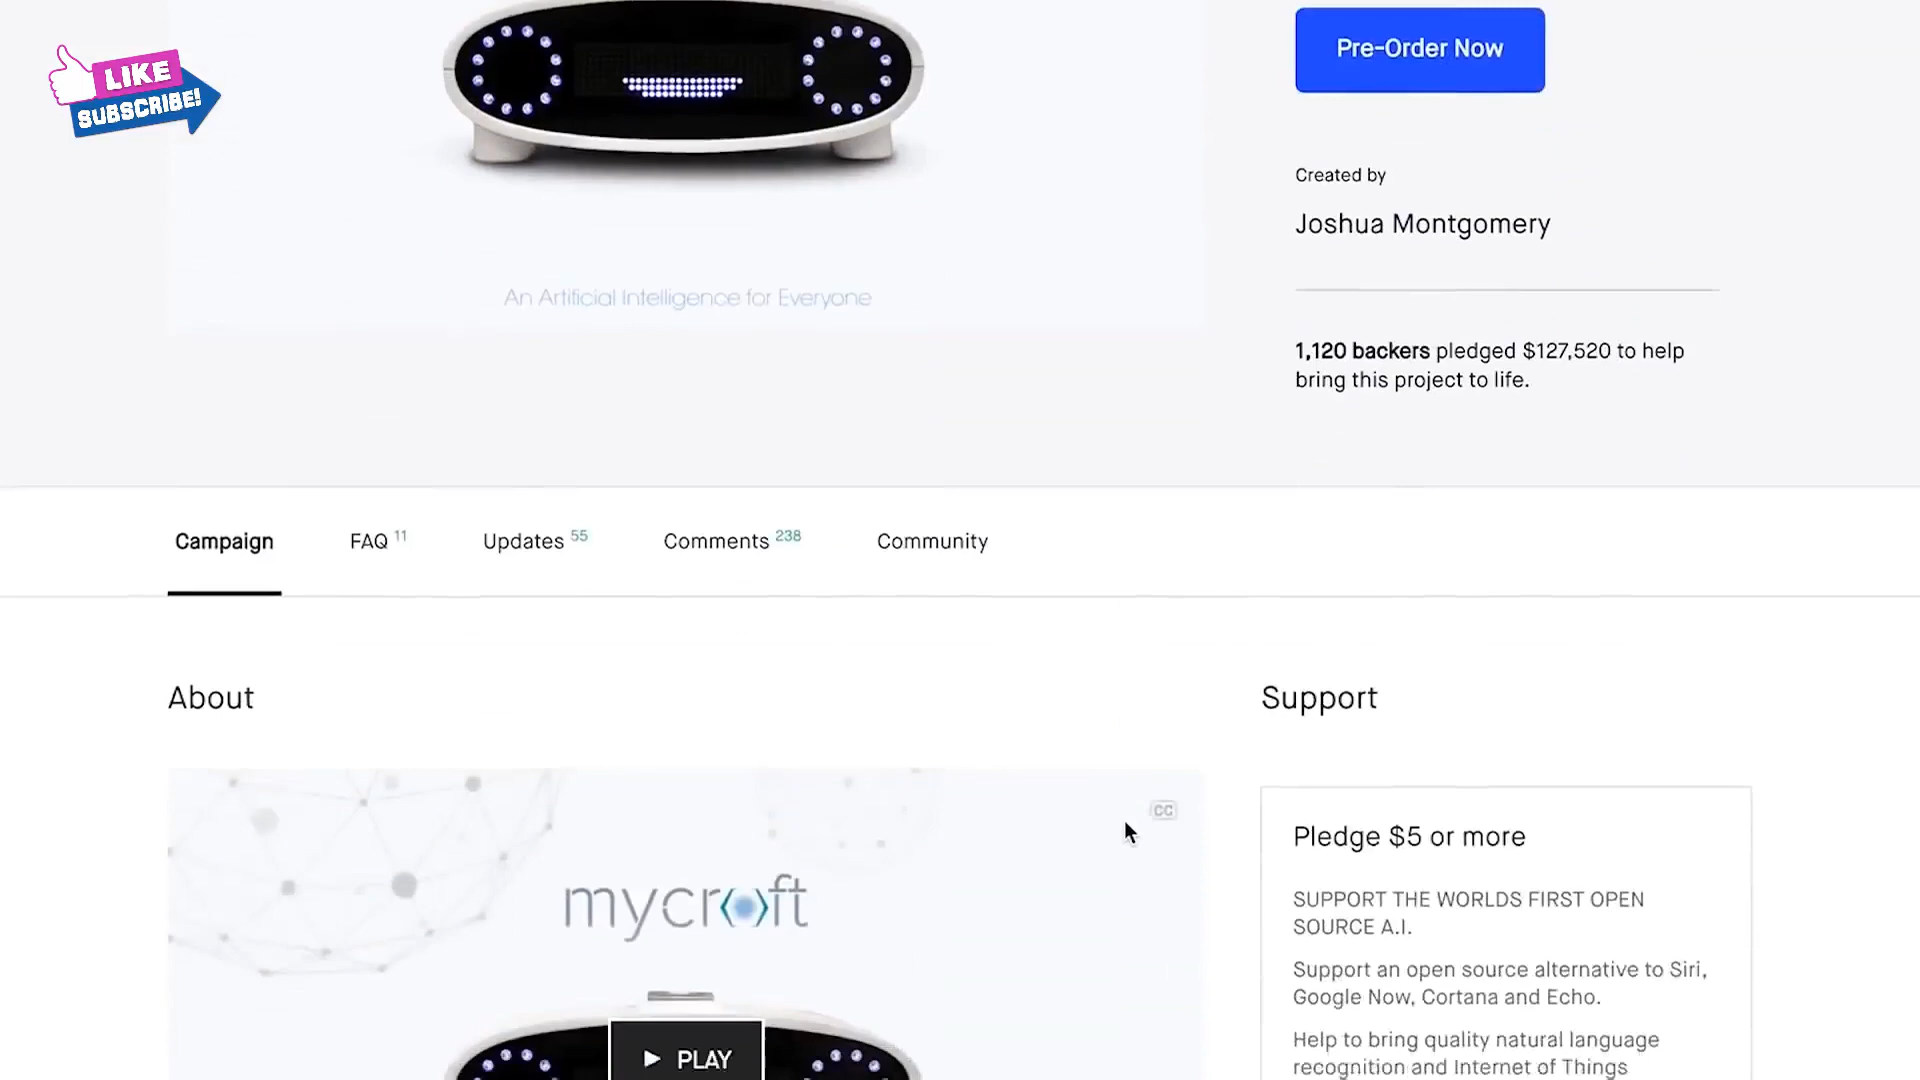 LIKE
SUBSCRIBE!
Pre-Order Now
Created by
Joshua Montgomery
An Artificial Intelligence for Everyone
1,120 backers pledged $127,520 to help
bring this project to life.
Campaign FAQ 11 Updates 55 Comments 238 Community
About
Support
CC
mycroft
PLAY
Pledge $5 or more
SUPPORT THE WORLDS FIRST OPEN
SOURCE A.I.
Support an open source alternative to Siri,
Google Now, Cortana and Echo.
Help to bring quality natural language
recognition and Internet of Things